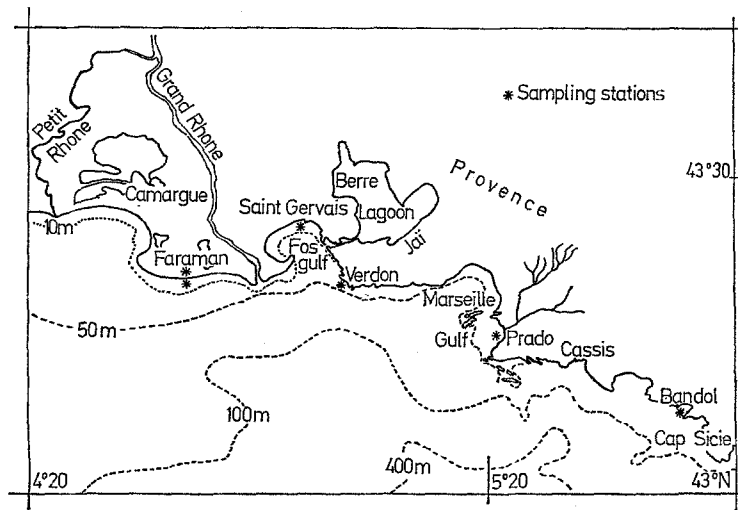 * Sampling stations
Petit
Rhone
Grand Rhone
Camargue
Berre
Lagoon
Provence
43°30
Saint Gervais
Jaï
10m
Faraman
Fos
gulf
Verdon
Marseille
Gulf
Prado
50m
Cassis
Bandol
100m
Cap Sicie
400m
4°20
5°20
43°N